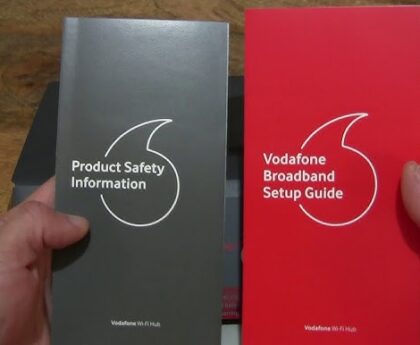 Product Safety
Information
Vodafone Wi-Fi Hub
Vodafone
Broadband
Setup Guide
Vodafone Wi-Fi Hub